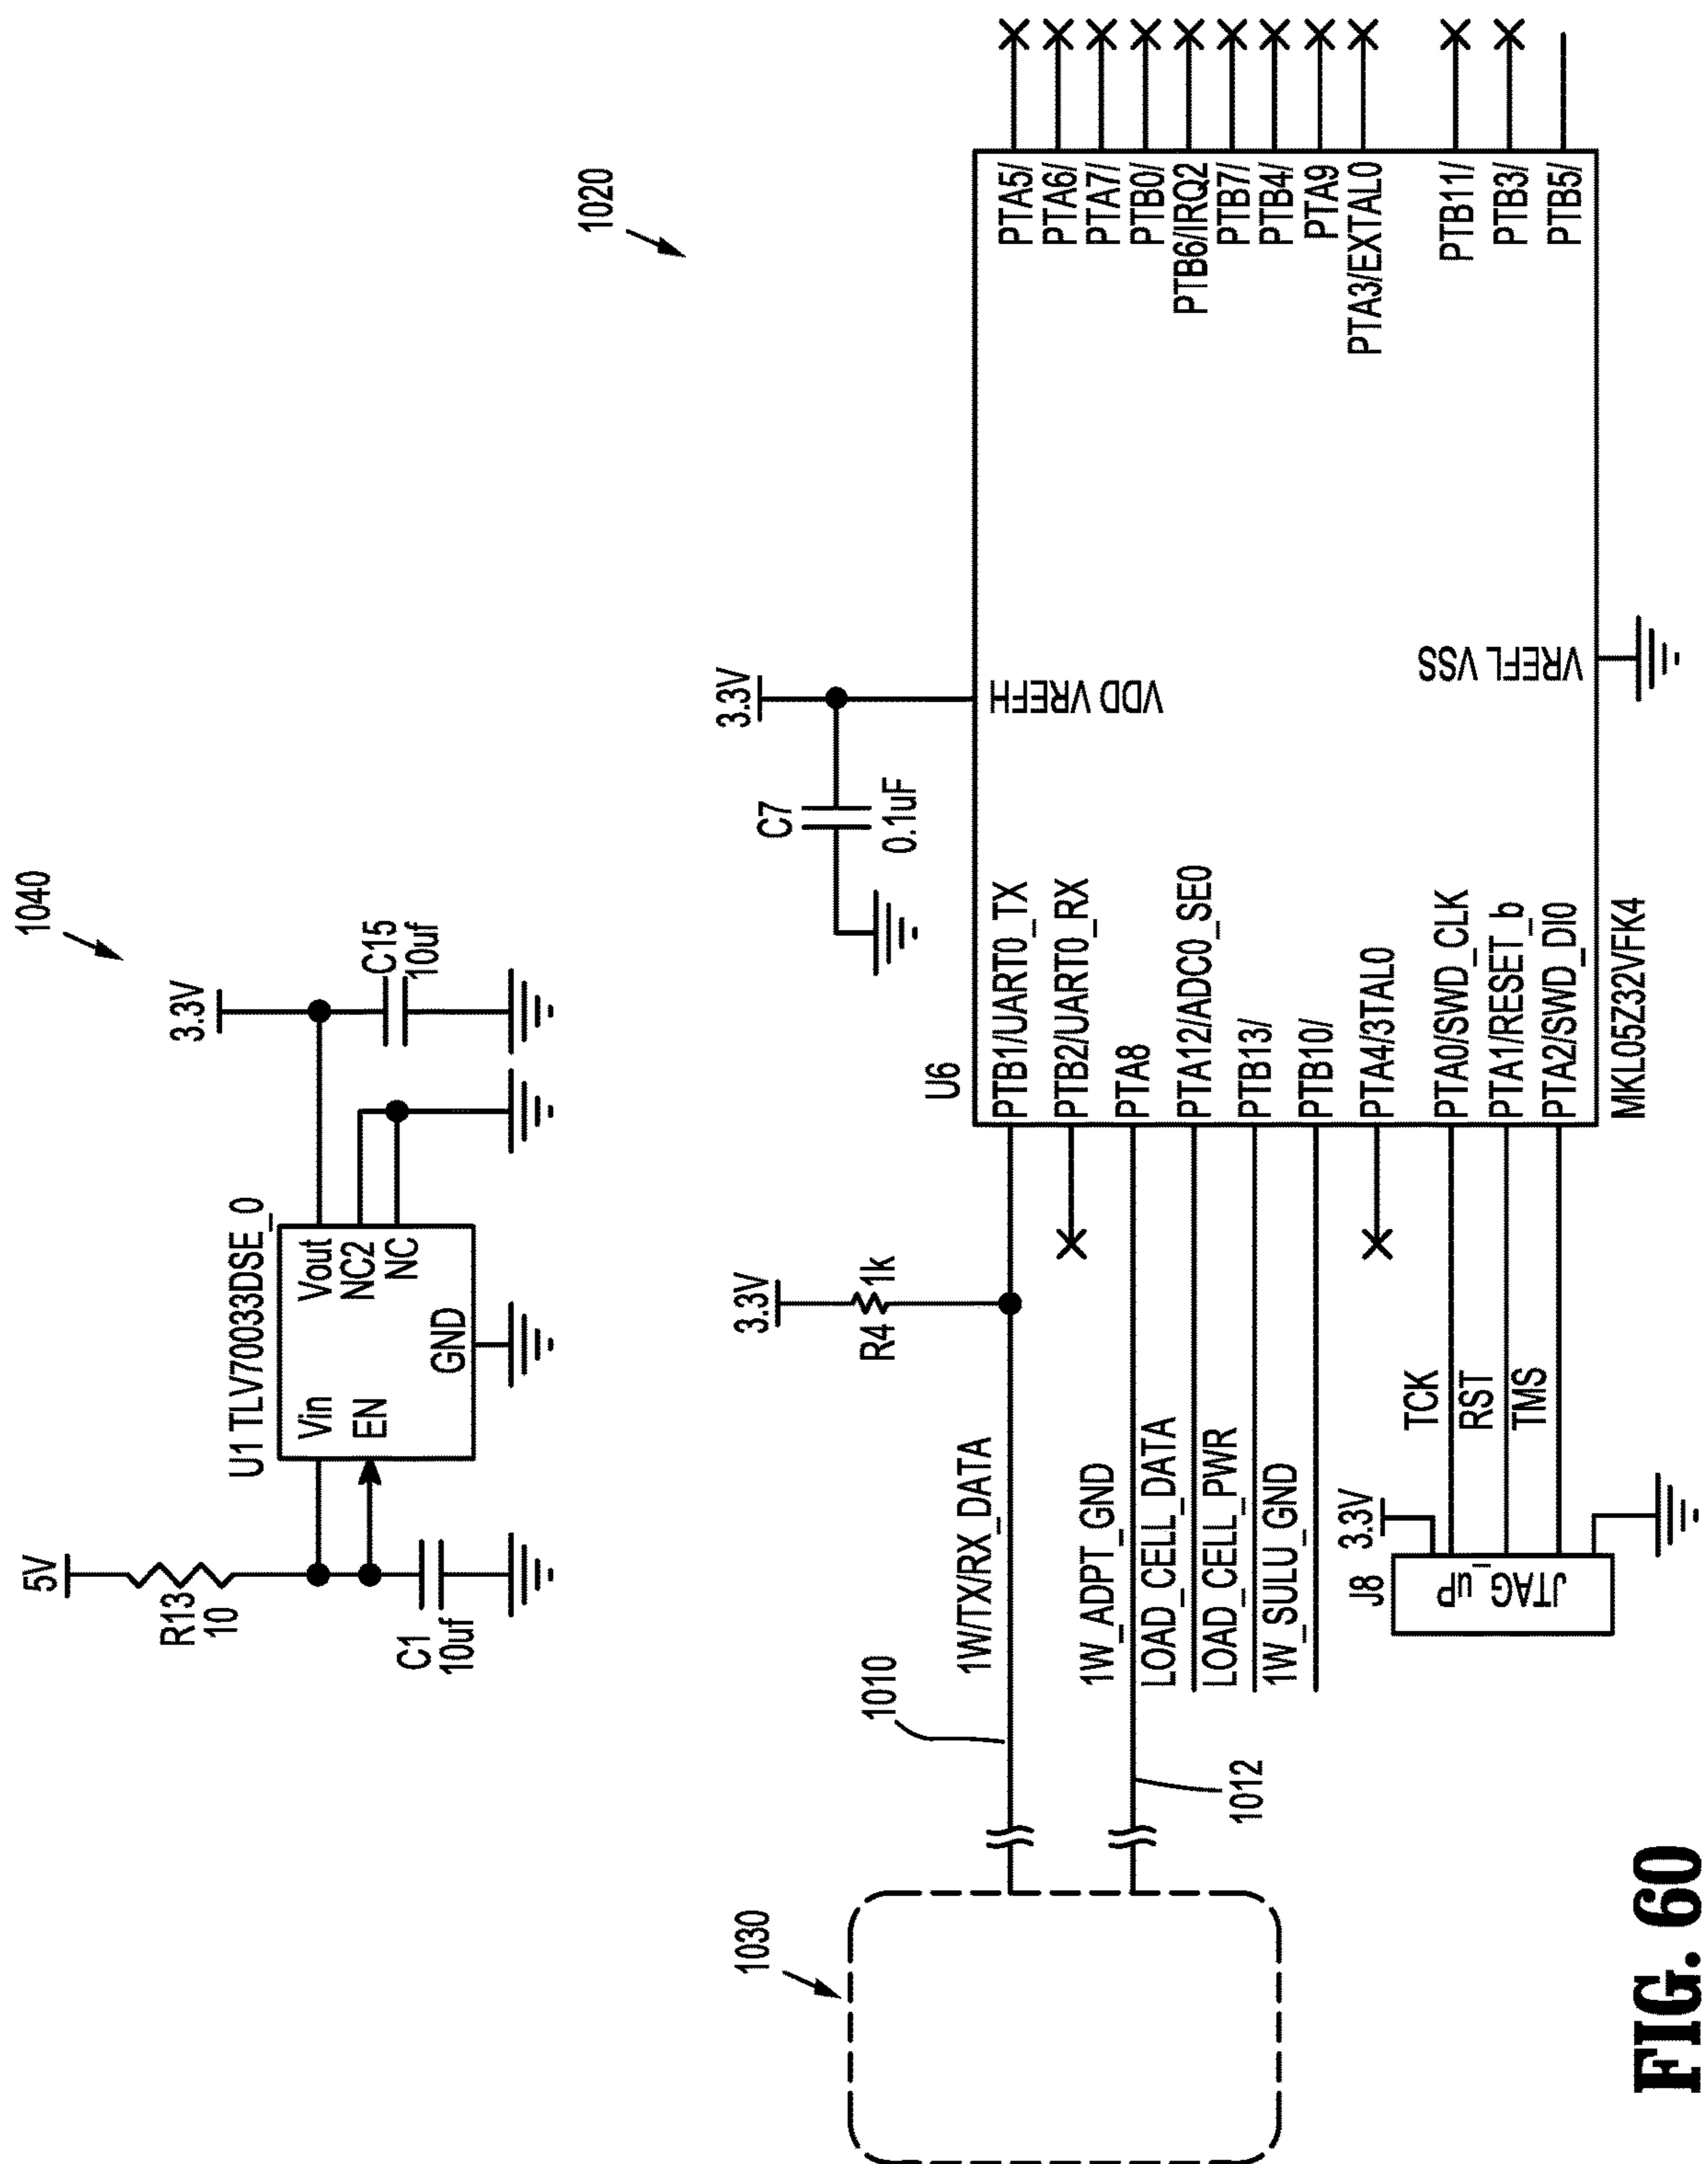 1040
5V
R13
10
C1
10uf
U1 TLV70033DSE_0
Vin
EN
GND
Vout
NC2
NC
3.3V
C15
10uf
1020
1030
1010
1012
1W/TX/RX_DATA
1W_ADPT_GND
LOAD_CELL_DATA
LOAD_CELL_PWR
1W_SULU_GND
3.3V
R4
1k
3.3V
C7
0.1uF
U6
PTB1/UART0_TX
PTB2/UART0_RX
PTA8
PTA12/ADC0_SE0
PTB13/
PTB10/
PTA4/3TAL0
PTA0/SWD_CLK
PTA1/RESET_b
PTA2/SWD_DI0
MKL05Z32VFK4
VDD VREFH
VREFL VSS
PTA5/
PTA6/
PTA7/
PTB0/
PTB6/IRQ2
PTB7/
PTB4/
PTA9
PTA3/EXTAL0
PTB11/
PTB3/
PTB5/
J8
3.3V
JTAG_uP
TCK
RST
TMS
FIG. 60